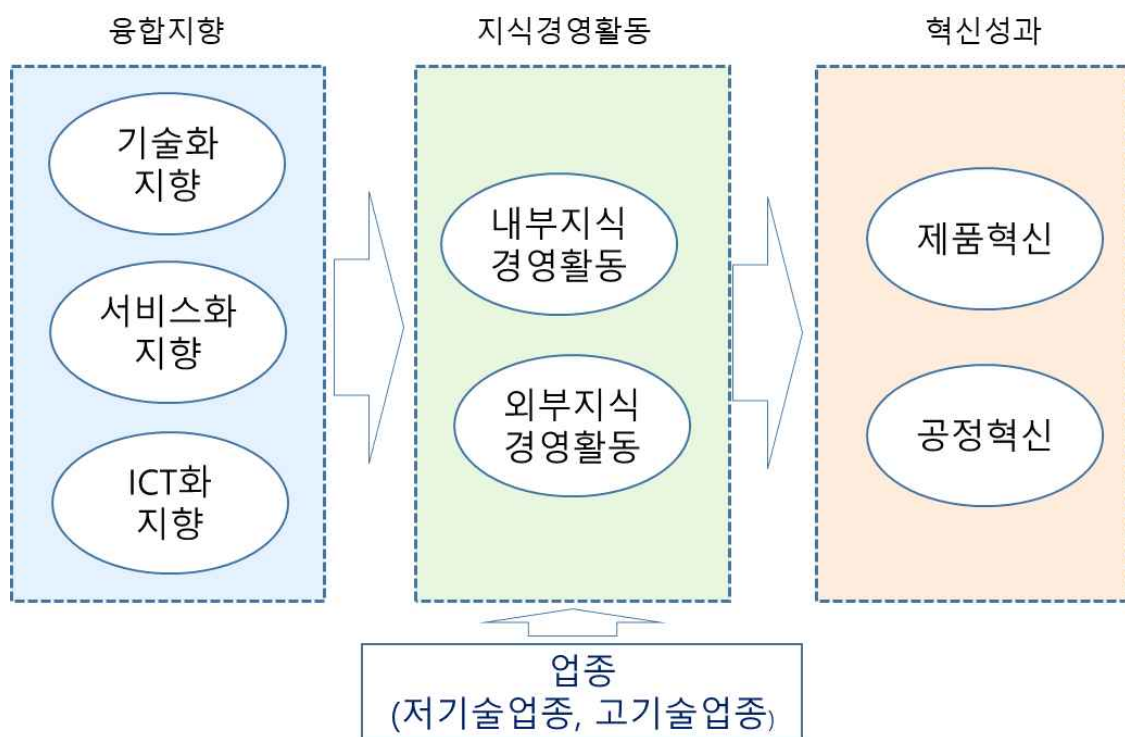 융합지향
지식경영활동
혁신성과
기술화
지향
서비스화
지향
ICT화
지향
내부지식
경영활동
외부지식
경영활동
제품혁신
공정혁신
업종
(저기술업종, 고기술업종)